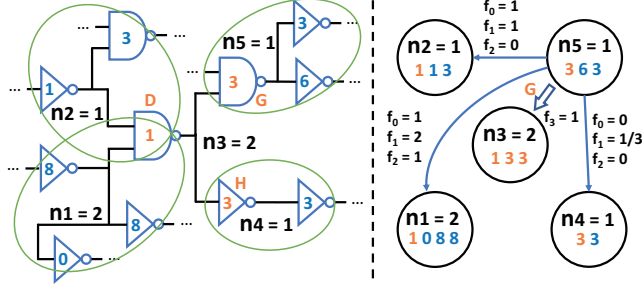 ...
3
...
1
...
n2 = 1
D
1
8
n1 = 2
8
...
0
...
n3 = 2
...
n5 = 1
3
...
3
G
6
...
H
3
n4 = 1
3
...
f0 = 1
f1 = 1
f2 = 0
n2 = 1
1 1 3
n5 = 1
3 6 3
G
f3 = 1
n3 = 2
1 3 3
f0 = 1
f1 = 2
f2 = 1
f0 = 0
f1 = 1/3
f2 = 0
n1 = 2
1 0 8 8
n4 = 1
3 3